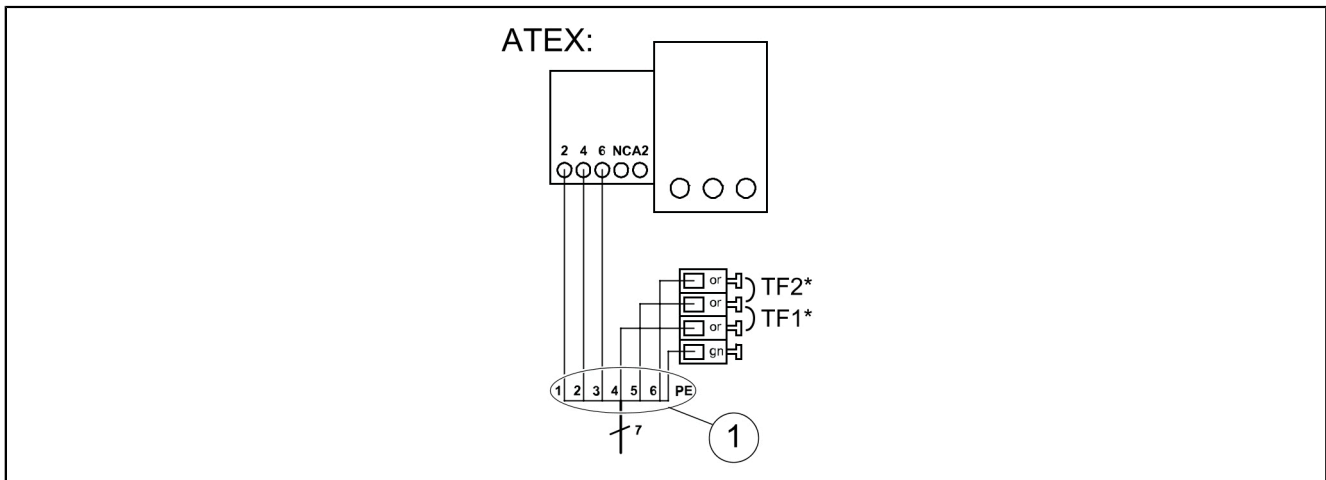 ATEX:
2 4 6 NCA2
or TF2*
or
TF1*
or
gn
1 2 3 4 5 6 PE
7
1